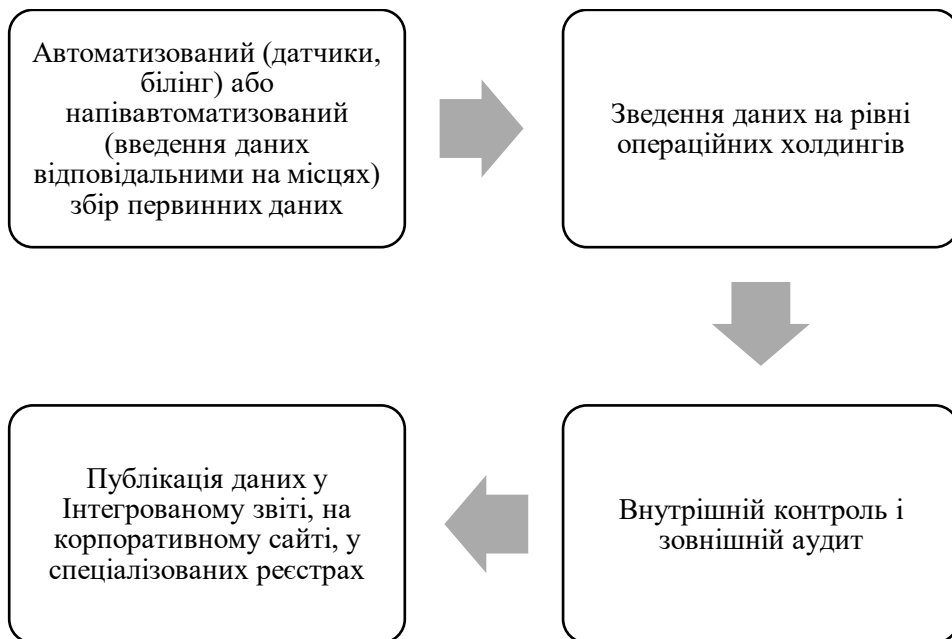 Автоматизований (датчики,
білінг) або
напівавтоматизований
(введення даних
відповідальними на місцях)
збір первинних даних
Зведення даних на рівні
операційних холдингів
Внутрішній контроль і
зовнішній аудит
Публікація даних у
Інтегрованому звіті, на
корпоративному сайті, у
спеціалізованих реєстрах